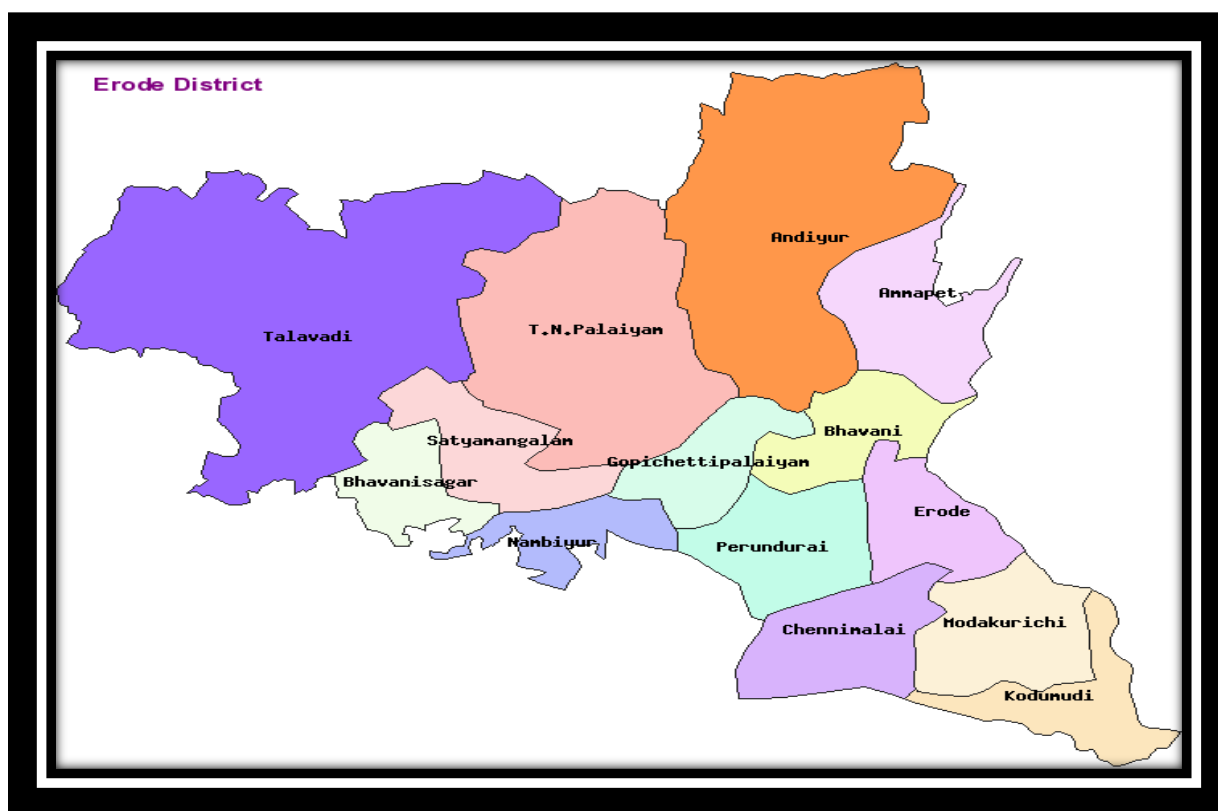 Erode District
Andiyur
Ammapet
T.N.Palaiyam
Talavadi
Bhavani
Satyamangalam
Gopichettipalaiyam
Bhavanisagar
Erode
Nambiyur
Perundurai
Modakurichi
Chennimalai
Kodumudi